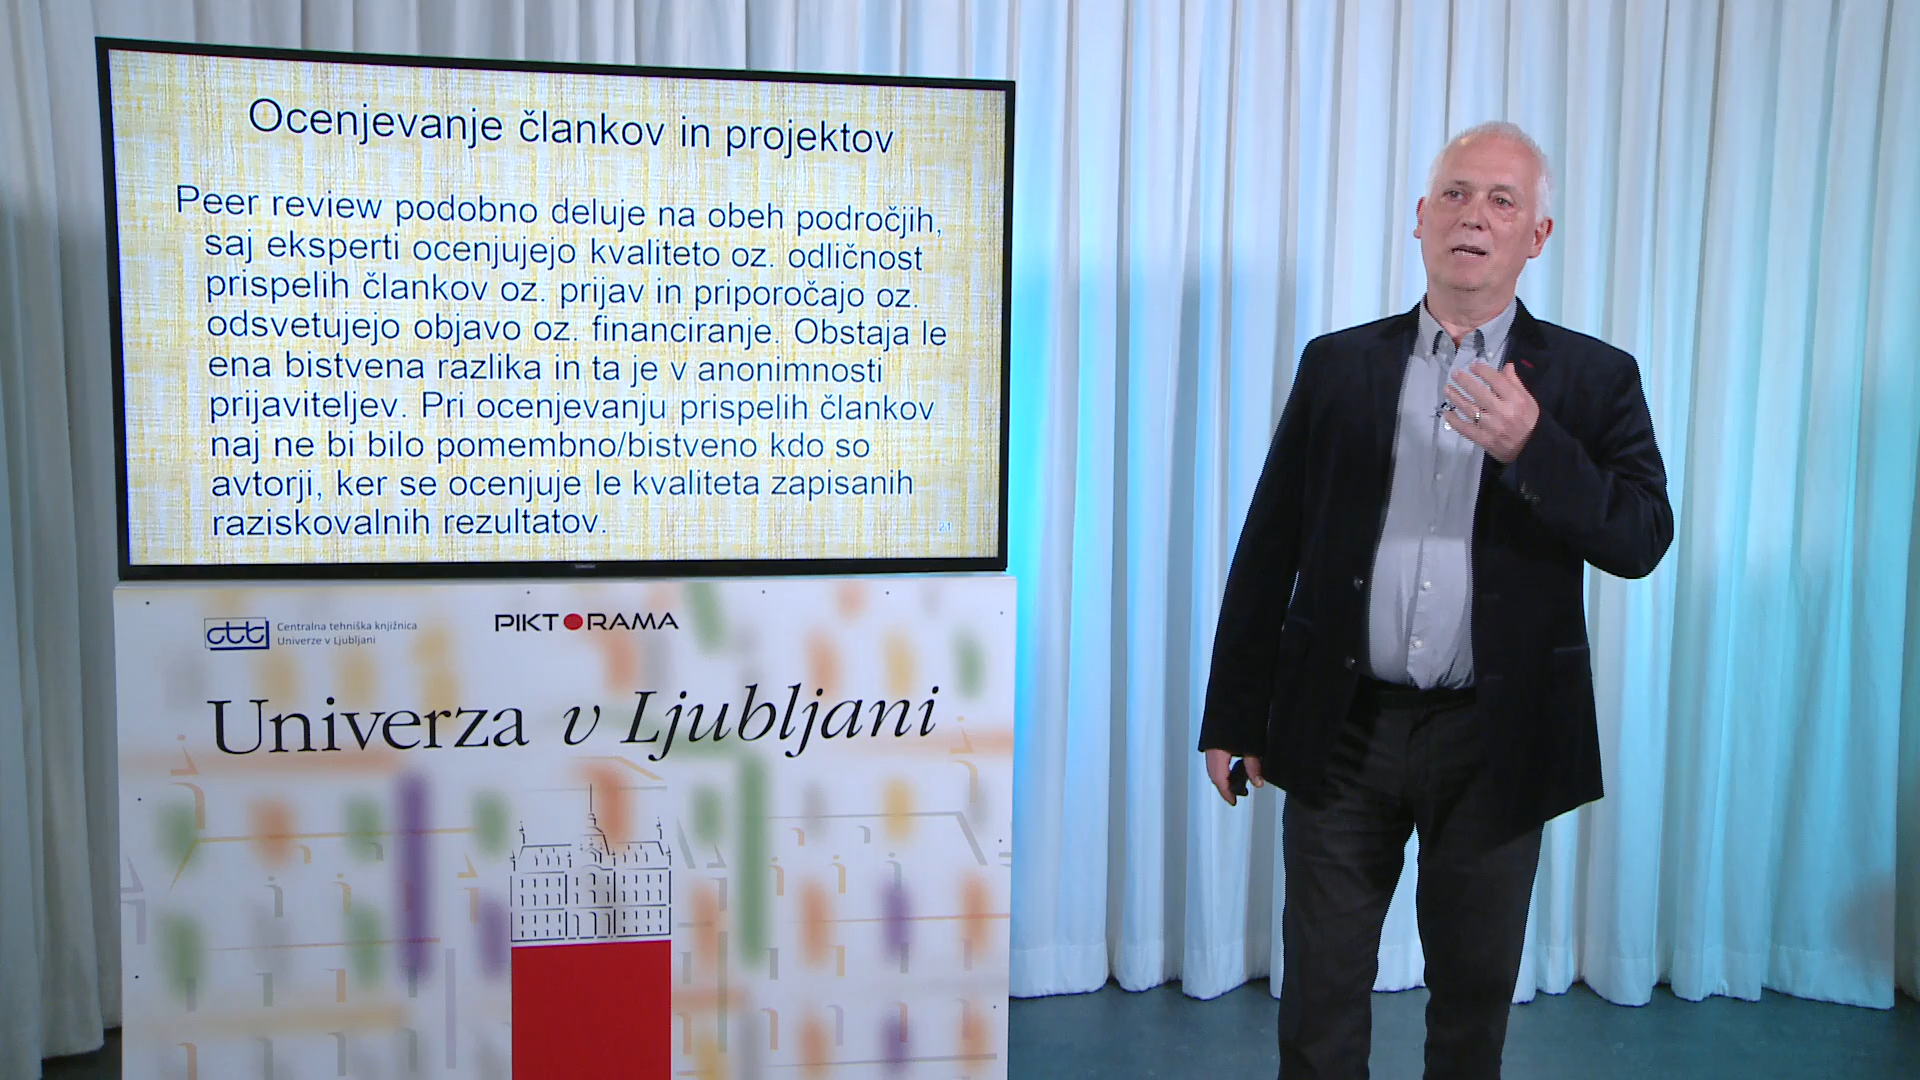 Ocenjevanje člankov in projektov
Peer review podobno deluje na obeh področjih,
saj eksperti ocenjujejo kvaliteto oz. odličnost
prispelih člankov oz. prijav in priporočajo oz.
odsvetujejo objavo oz. financiranje. Obstaja le
ena bistvena razlika in ta je v anonimnosti
prijaviteljev. Pri ocenjevanju prispelih člankov
naj ne bi bilo pomembno/bistveno kdo so
avtorji, ker se ocenjuje le kvaliteta zapisanih
raziskovalnih rezultatov.
21
ctk Centralna tehniška knjižnica
Univerze v Ljubljani
PIKTORAMA
Univerza v Ljubljani